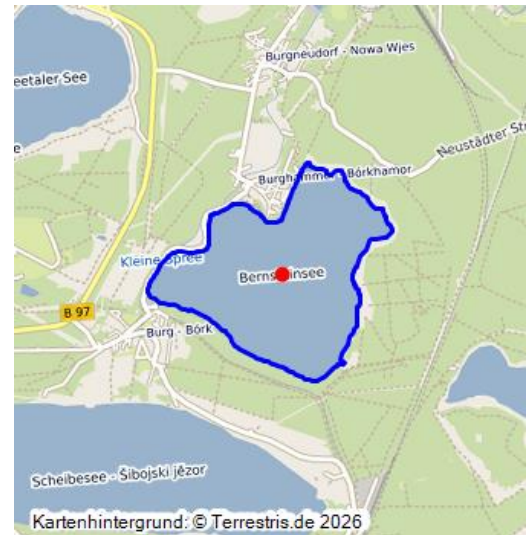 Burgneudorf - Nowa Wjes
eetaler See
Neustädter Str
Burghammer - Bórkhamor
Kleine Spree
Bernsteinsee
B 97
Burg - Bórk
Scheibesee - Šibojski jězor
Kartenhintergrund: © Terrestris.de 2026